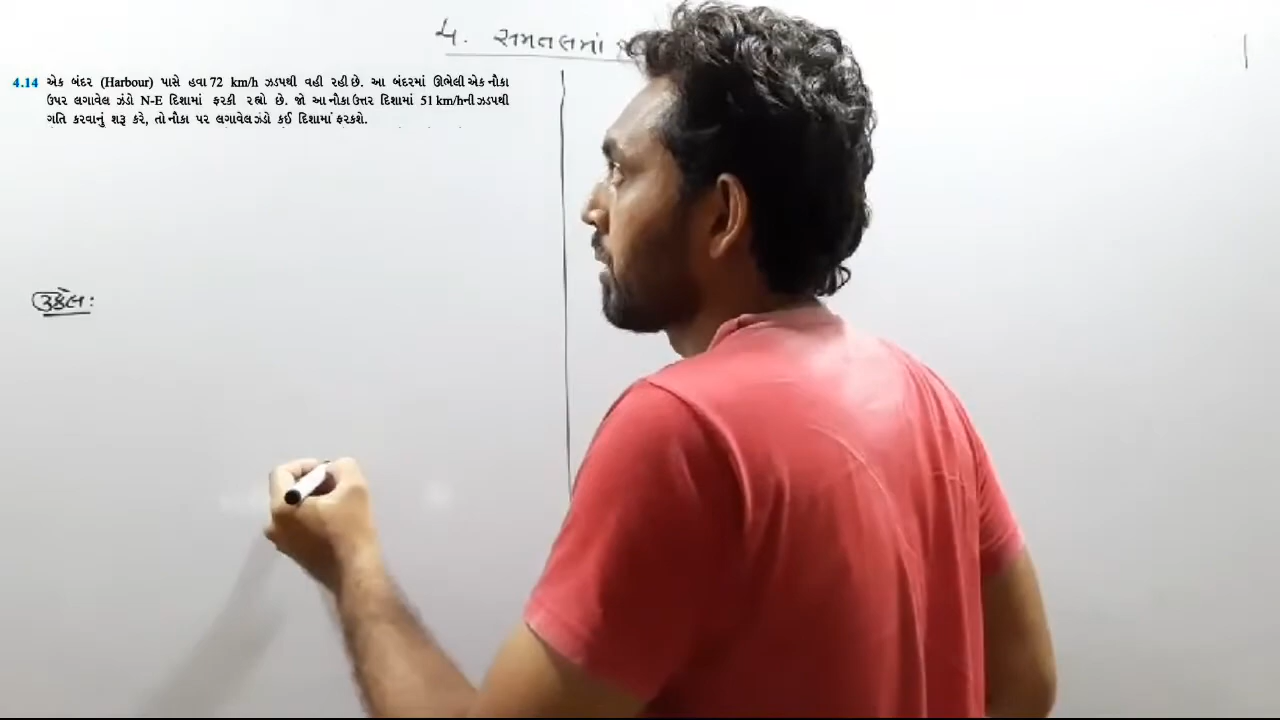 4. સમતલમાં
4.14 એક બંદર (Harbour) પાસે હવા 72 km/h ઝડપથી વહી રહી છે. આ બંદરમાં ઊભેલી એક નૌકા
ઉપર લગાવેલ ઝંડો N-E દિશામાં ફરકી રહ્યો છે. જો આ નૌકા ઉત્તર દિશામાં 51 km/hની ઝડપથી
ગતિ કરવાનું શરૂ કરે, તો નૌકા પર લગાવેલ ઝંડો કઈ દિશામાં ફરકશે.
ઉકેલ: